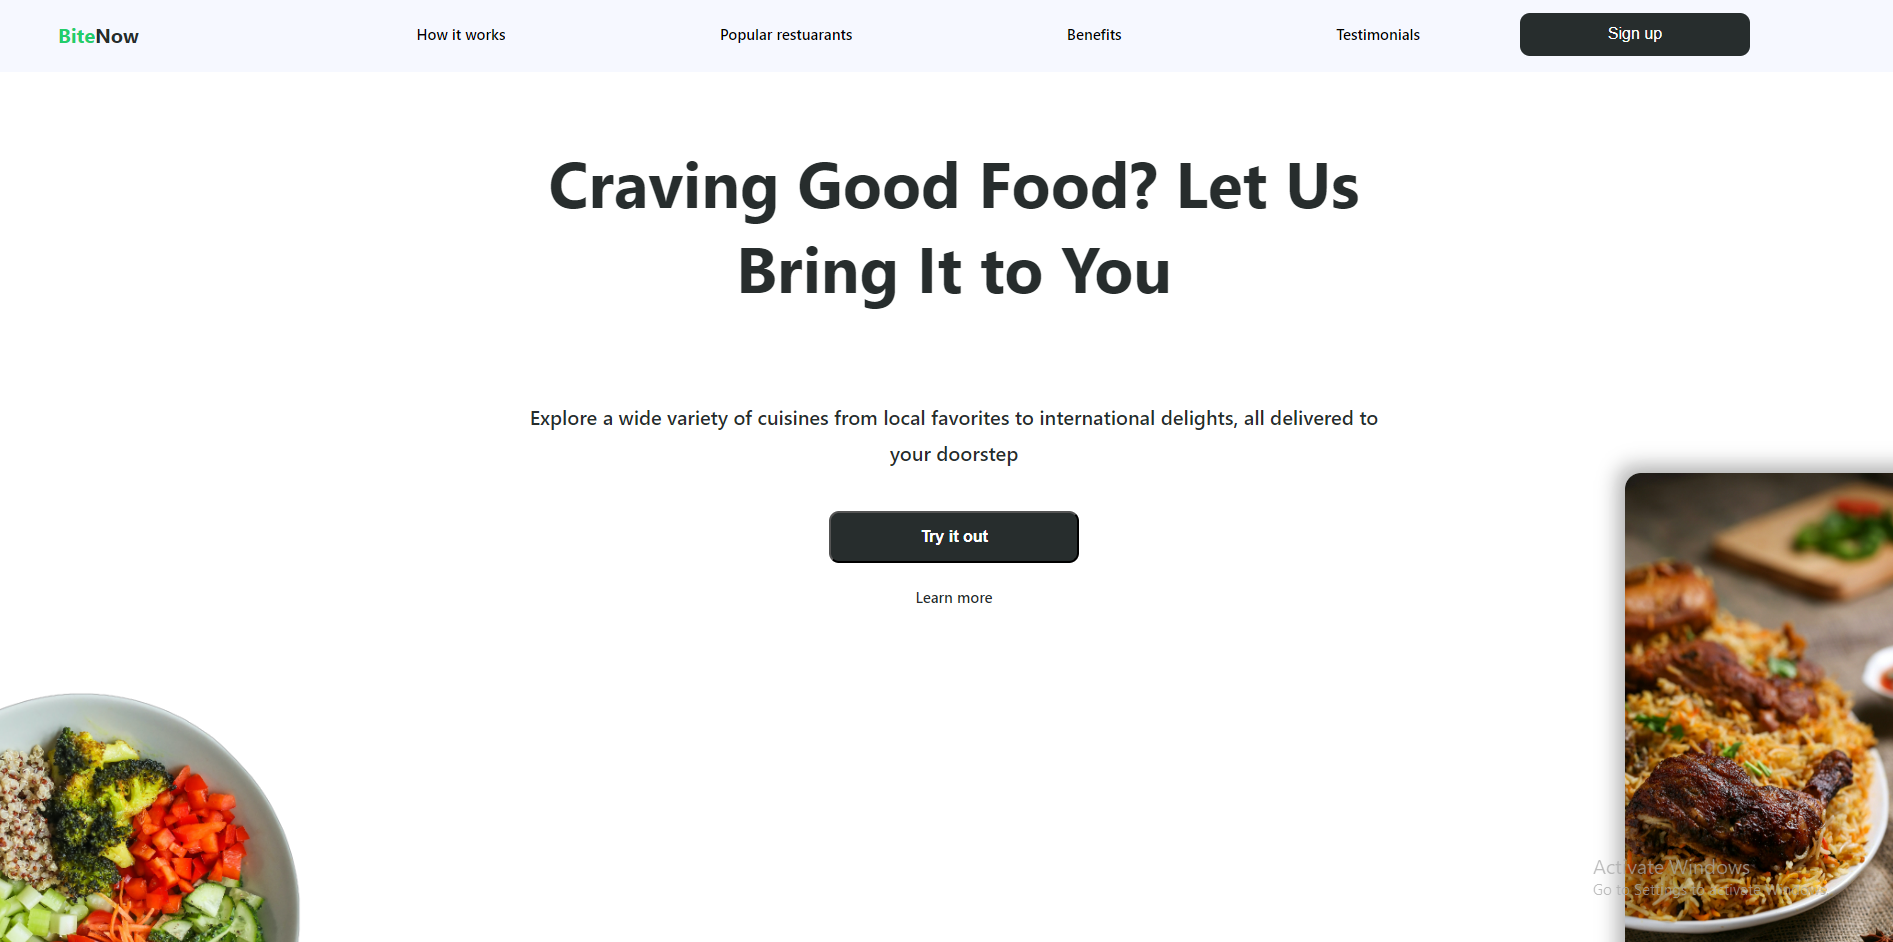 BiteNow
How it works
Popular restuarants
Benefits
Testimonials
Sign up
Craving Good Food? Let Us
Bring It to You
Explore a wide variety of cuisines from local favorites to international delights, all delivered to
your doorstep
Try it out
Learn more
Activate Windows
Go to Settings to activate Windows.